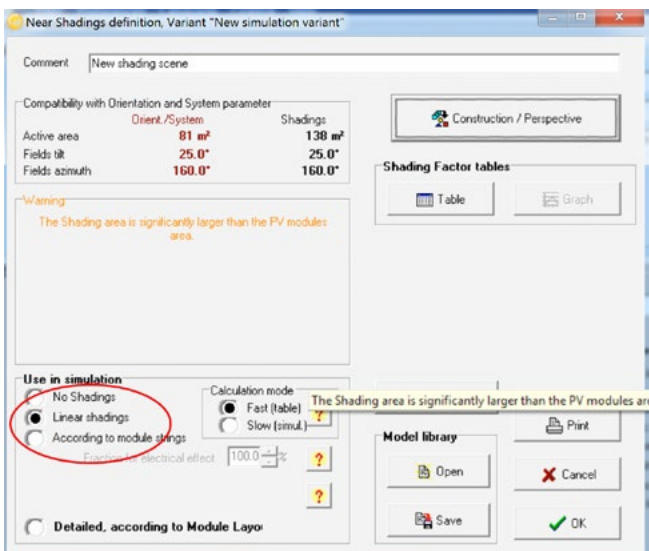 Near Shadings definition, Variant "New simulation variant"
Comment New shading scene
Compatibility with Orientation and System parameter
Orient./System Shadings
Active area 81 m² 138 m²
Fields tilt 25.0° 25.0°
Fields azimuth 160.0° 160.0°
Warning
The Shading area is significantly larger than the PV modules
area.
Construction / Perspective
Shading Factor tables
Table Graph
Use in simulation
No Shadings
Linear shadings
According to module strings
Fraction for electrical effect 100.0 %
Calculation mode
Fast (table) ?
Slow (simul.)
?
?
Detailed, according to Module Layou
The Shading area is significantly larger than the PV modules are
Print
Model library
Open Cancel
Save OK